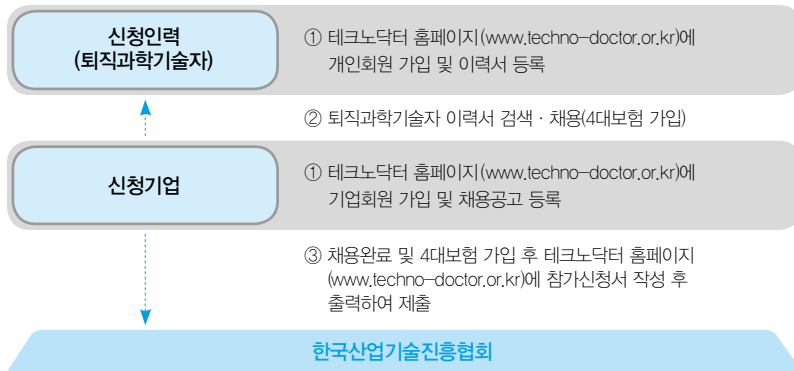 신청인력
(퇴직과학기술자)
① 테크노닥터 홈페이지(www.techno-doctor.or.kr)에
개인회원 가입 및 이력서 등록
② 퇴직과학기술자 이력서 검색 · 채용(4대보험 가입)
신청기업
① 테크노닥터 홈페이지(www.techno-doctor.or.kr)에
기업회원 가입 및 채용공고 등록
③ 채용완료 및 4대보험 가입 후 테크노닥터 홈페이지
(www.techno-doctor.or.kr)에 참가신청서 작성 후
출력하여 제출
한국산업기술진흥협회